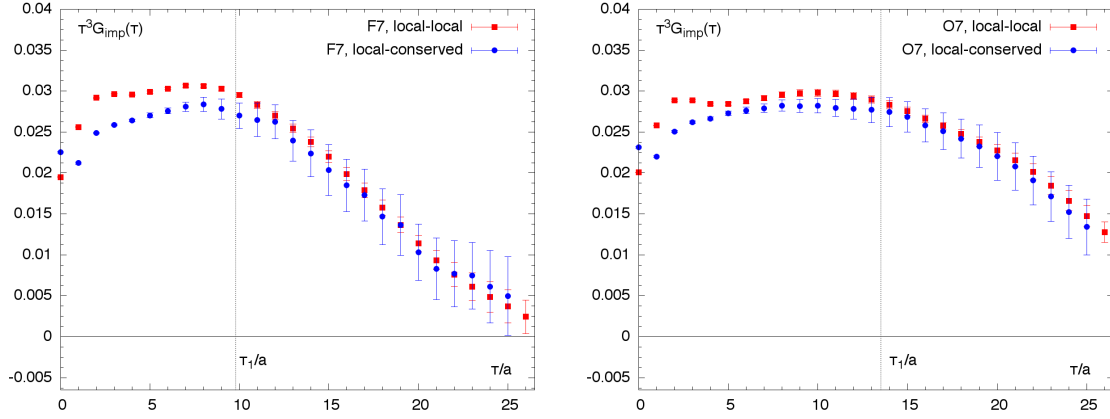 0.04
0.035
0.03
0.025
0.02
0.015
0.01
0.005
0
-0.005
0 5 10 15 20 25
τ³G_imp(τ)
F7, local-local
F7, local-conserved
τ₁/a
τ/a
0.04
0.035
0.03
0.025
0.02
0.015
0.01
0.005
0
-0.005
0 5 10 15 20 25
τ³G_imp(τ)
O7, local-local
O7, local-conserved
τ₁/a
τ/a